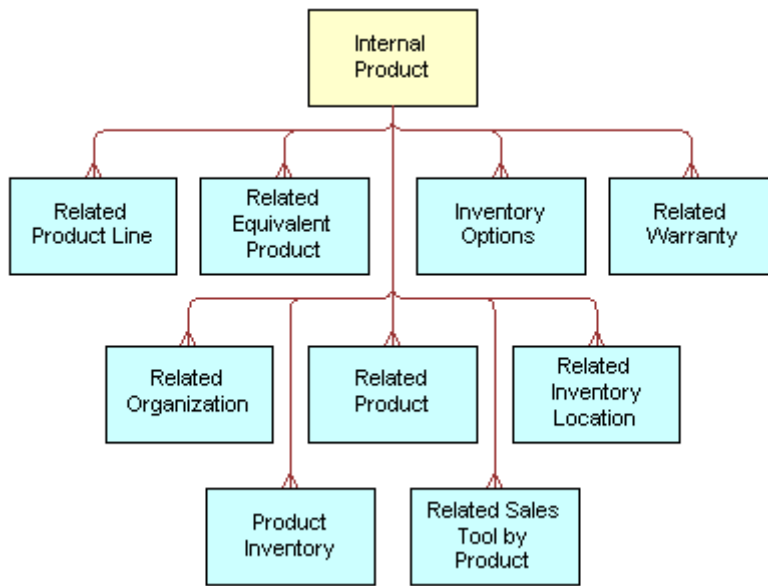 Internal
Product
Related
Product Line
Related
Equivalent
Product
Inventory
Options
Related
Warranty
Related
Organization
Related
Product
Related
Inventory
Location
Product
Inventory
Related Sales
Tool by
Product